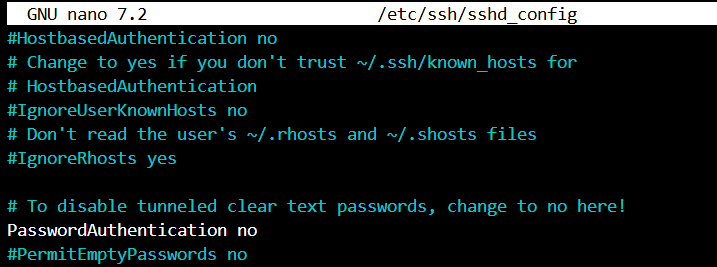 GNU nano 7.2 /etc/ssh/sshd_config
#HostbasedAuthentication no
# Change to yes if you don't trust ~/.ssh/known_hosts for
# HostbasedAuthentication
#IgnoreUserKnownHosts no
# Don't read the user's ~/.rhosts and ~/.shosts files
#IgnoreRhosts yes
# To disable tunneled clear text passwords, change to no here!
PasswordAuthentication no
#PermitEmptyPasswords no